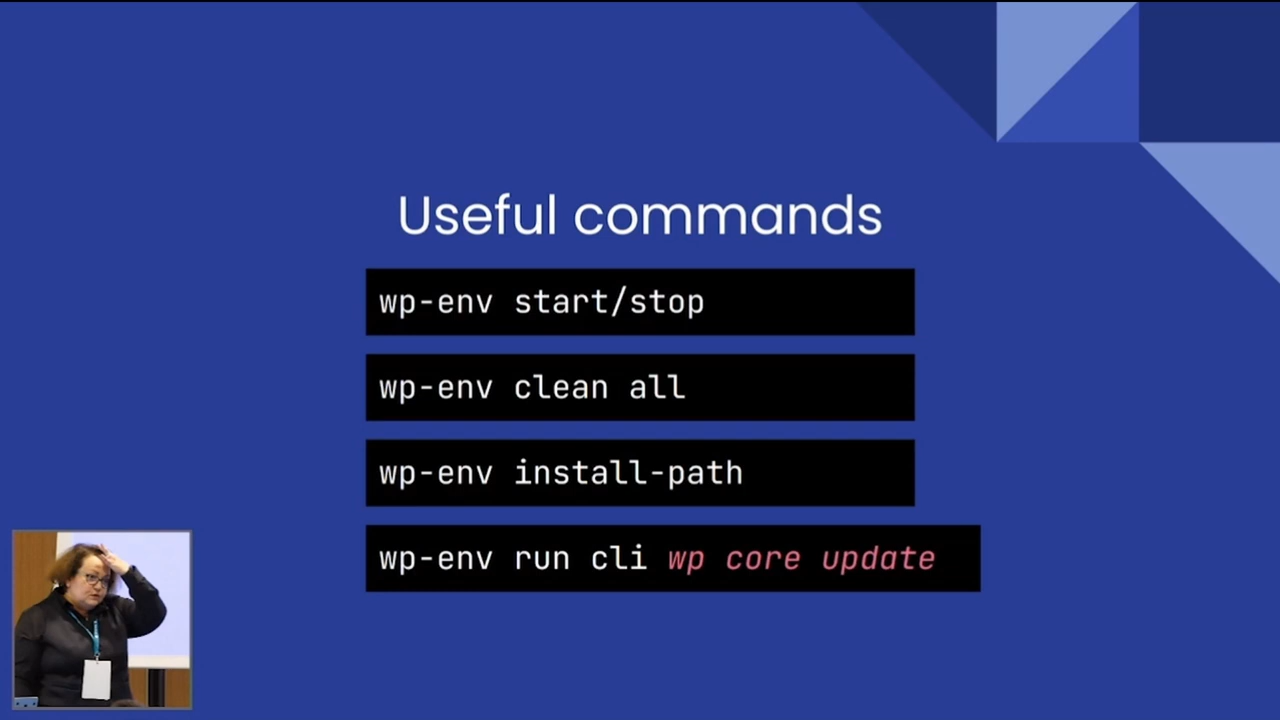 Useful commands
wp-env start/stop
wp-env clean all
wp-env install-path
wp-env run cli wp core update